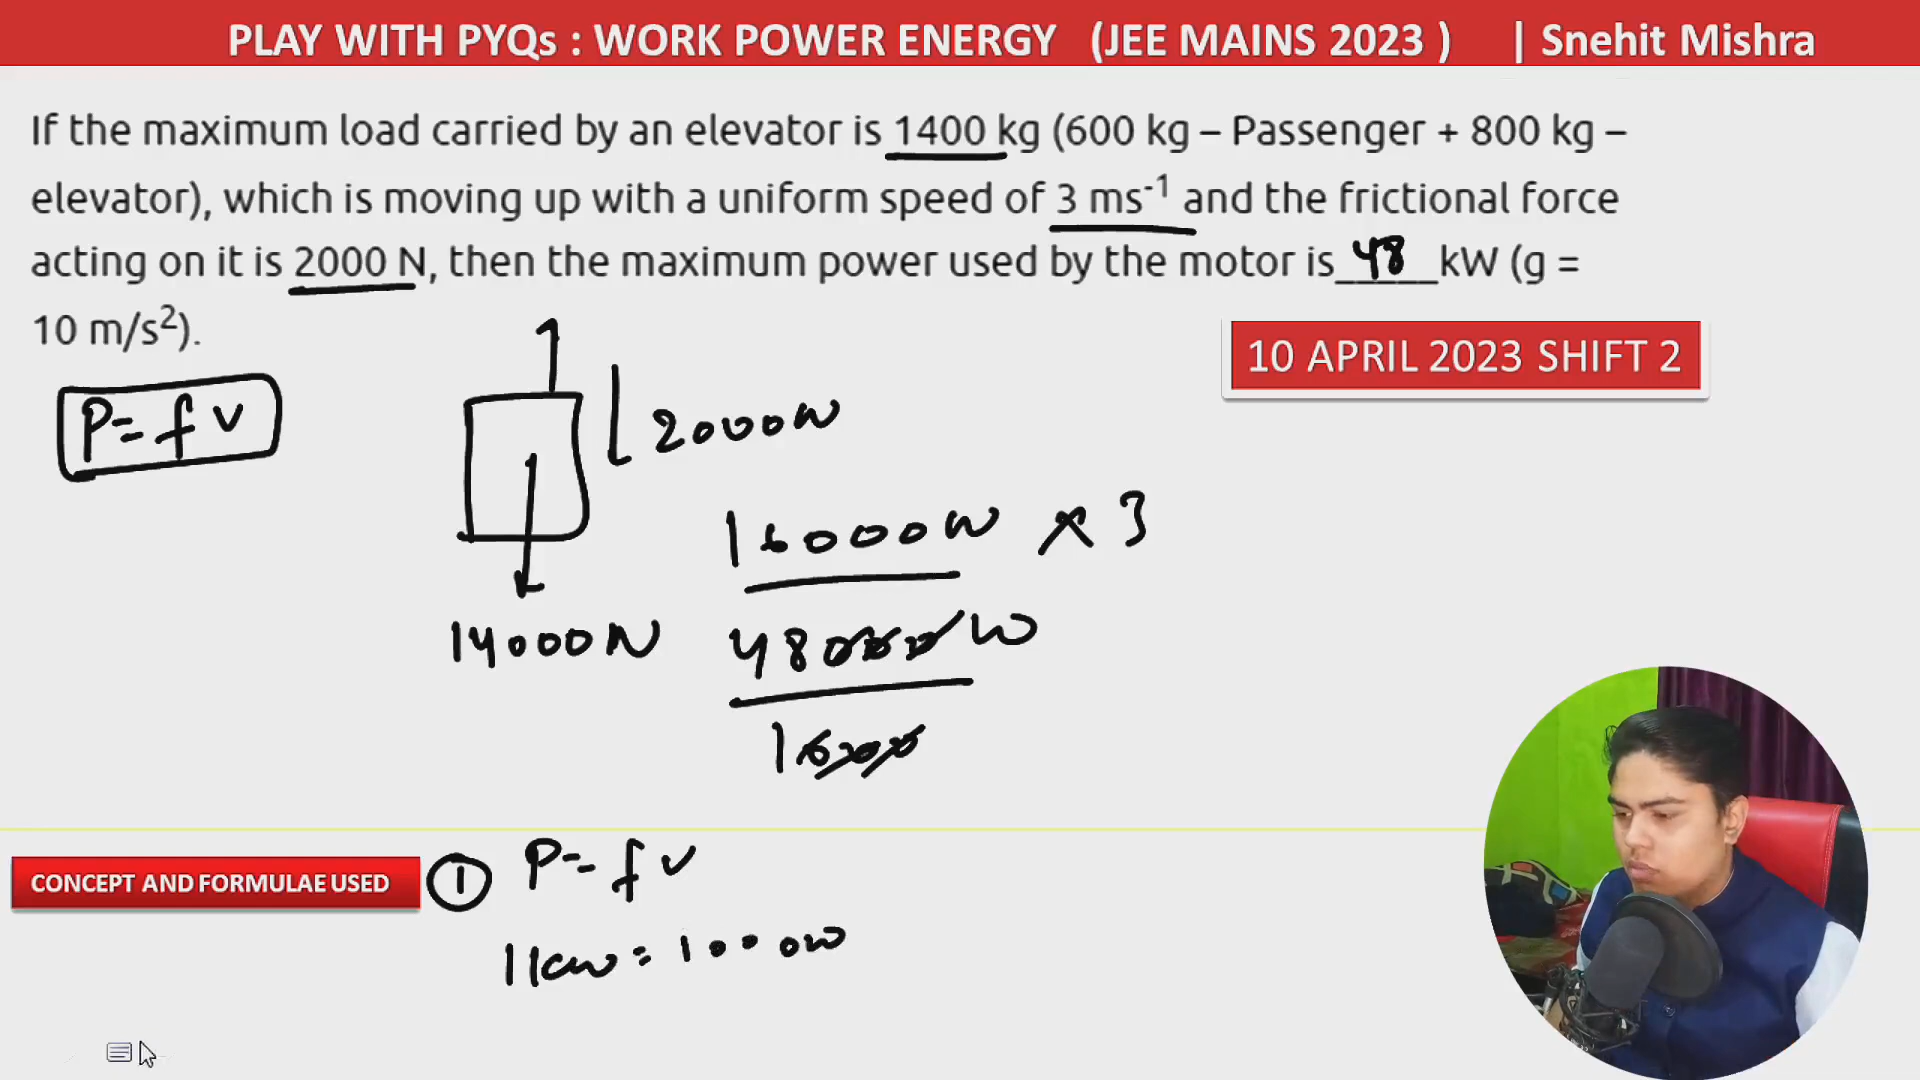 PLAY WITH PYQs : WORK POWER ENERGY (JEE MAINS 2023 ) | Snehit Mishra
If the maximum load carried by an elevator is 1400 kg (600 kg – Passenger + 800 kg –
elevator), which is moving up with a uniform speed of 3 ms⁻¹ and the frictional force
acting on it is 2000 N, then the maximum power used by the motor is 48 kW (g =
10 m/s²).
10 APRIL 2023 SHIFT 2
P = f v
2000N
16000N × 3
14000N
48000W
1000
CONCEPT AND FORMULAE USED
① P = f v
1 kW = 1000W